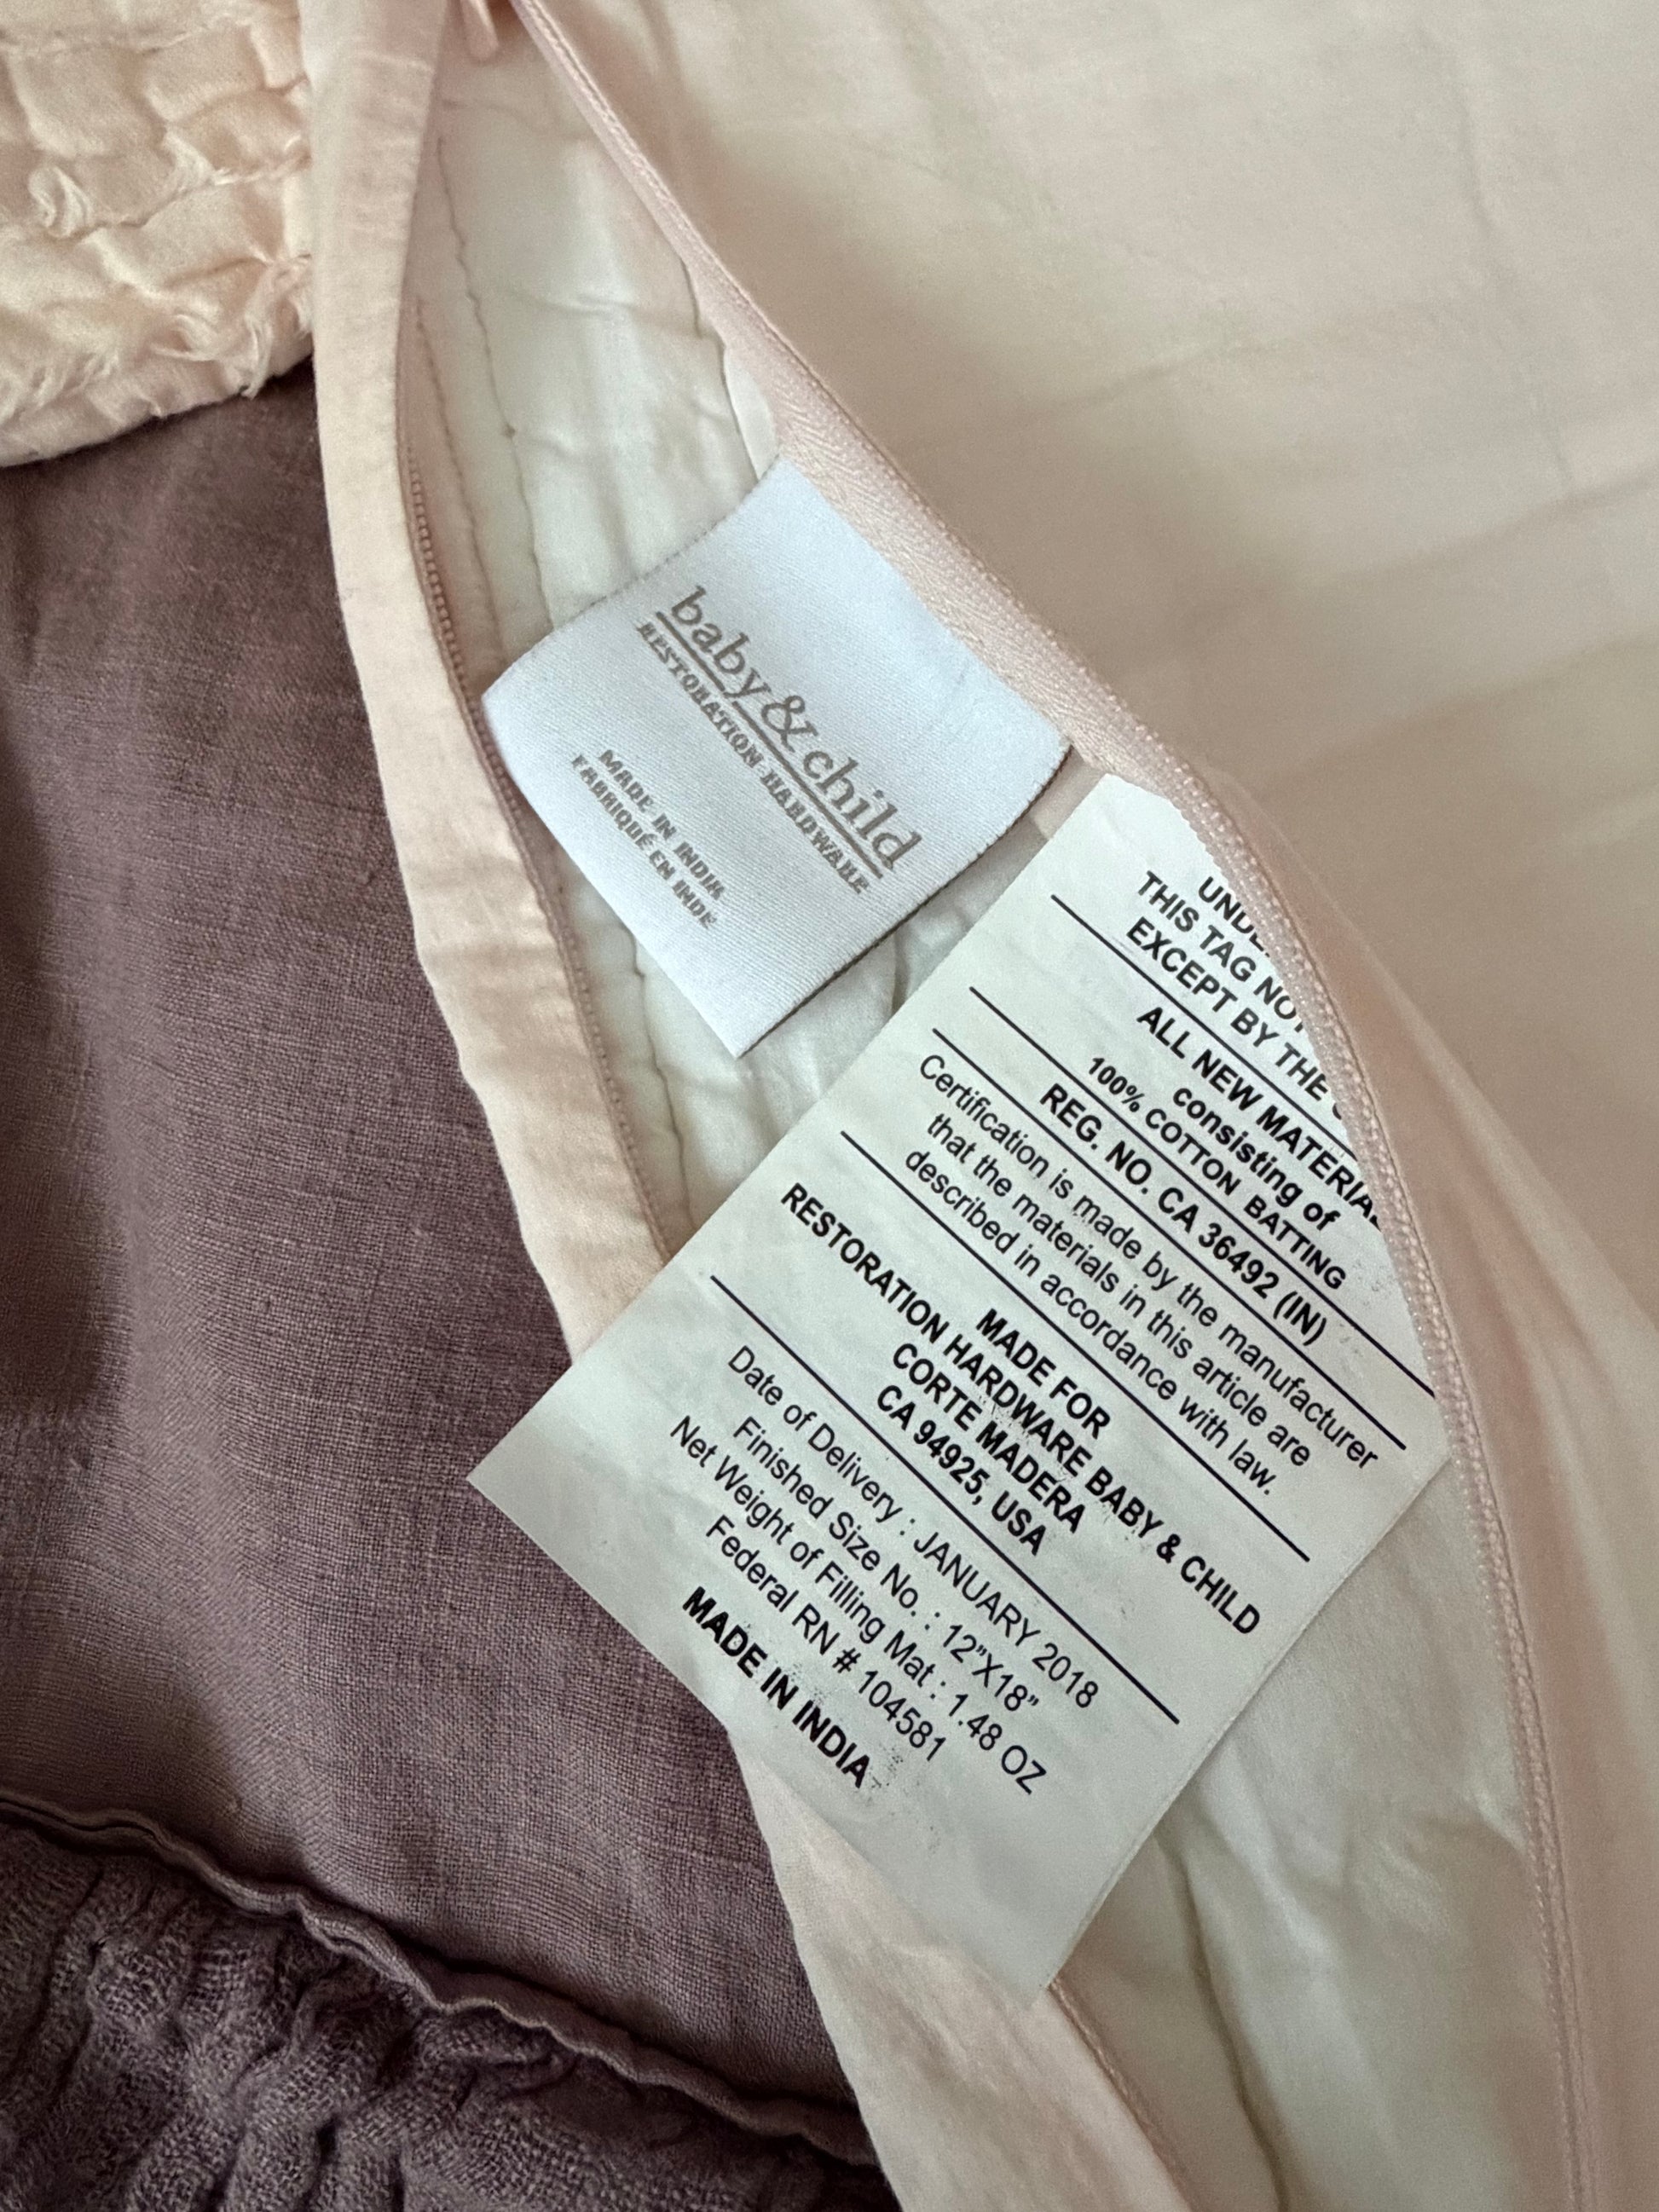 baby&child
RESTORATION HARDWARE
MADE IN INDIA
FABRIQUÉ EN INDE
THIS TAG NOT
EXCEPT BY THE
ALL NEW MATERIAL
consisting of
100% COTTON BATTING
REG. NO. CA 36492 (IN)
Certification is made by the manufacturer
that the materials in this article are
described in accordance with law.
MADE FOR
RESTORATION HARDWARE BABY & CHILD
CORTE MADERA
CA 94925, USA
Date of Delivery : JANUARY 2018
Finished Size No. : 12"X18"
Net Weight of Filling Mat : 1.48 OZ
Federal RN # 104581
MADE IN INDIA